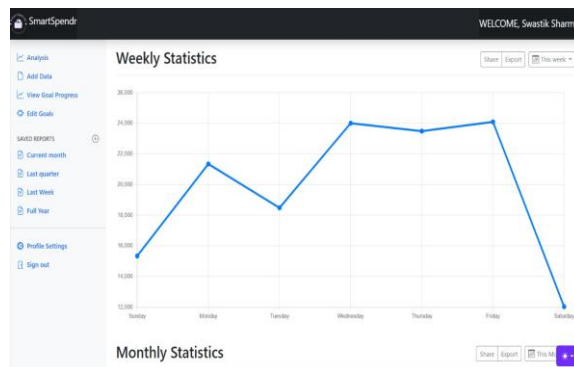 SmartSpendr
WELCOME, Swastik Sharm
Analysis
Add Data
View Goal Progress
Edit Goals
SAVED REPORTS
Current month
Last quarter
Last Week
Full Year
Profile Settings
Sign out
Weekly Statistics
Share Export This week
26,000
24,000
22,000
20,000
18,000
16,000
14,000
12,000
Sunday Monday Tuesday Wednesday Thursday Friday Saturday
Monthly Statistics
Share Export This Mo